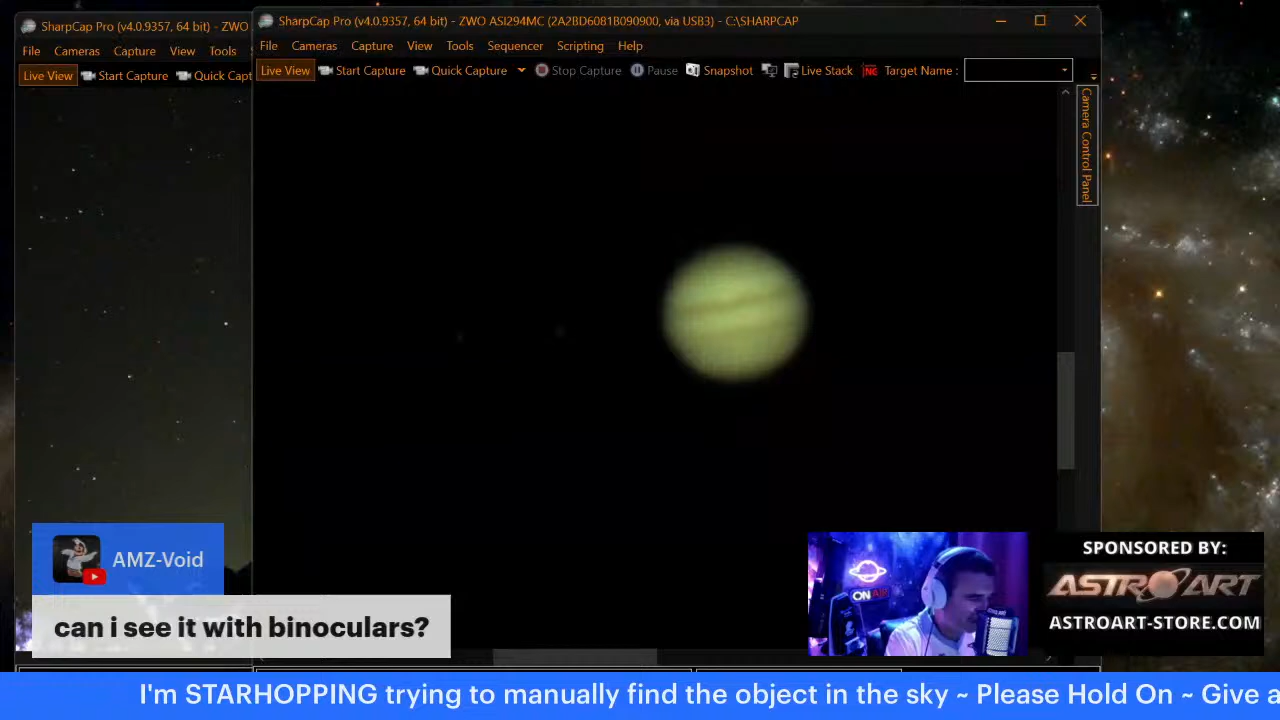 SharpCap Pro (v4.0.9357, 64 bit) - ZWO
File Cameras Capture View Tools
Live View Start Capture Quick Capt
SharpCap Pro (v4.0.9357, 64 bit) - ZWO ASI294MC (2A2BD6081B090900, via USB3) - C:\SHARPCAP
File Cameras Capture View Tools Sequencer Scripting Help
Live View Start Capture Quick Capture Stop Capture Pause Snapshot Live Stack NG Target Name :
Camera Control Panel
AMZ-Void
can i see it with binoculars?
ON AIR
SPONSORED BY:
ASTROART
ASTROART-STORE.COM
I'm STARHOPPING trying to manually find the object in the sky ~ Please Hold On ~ Give a